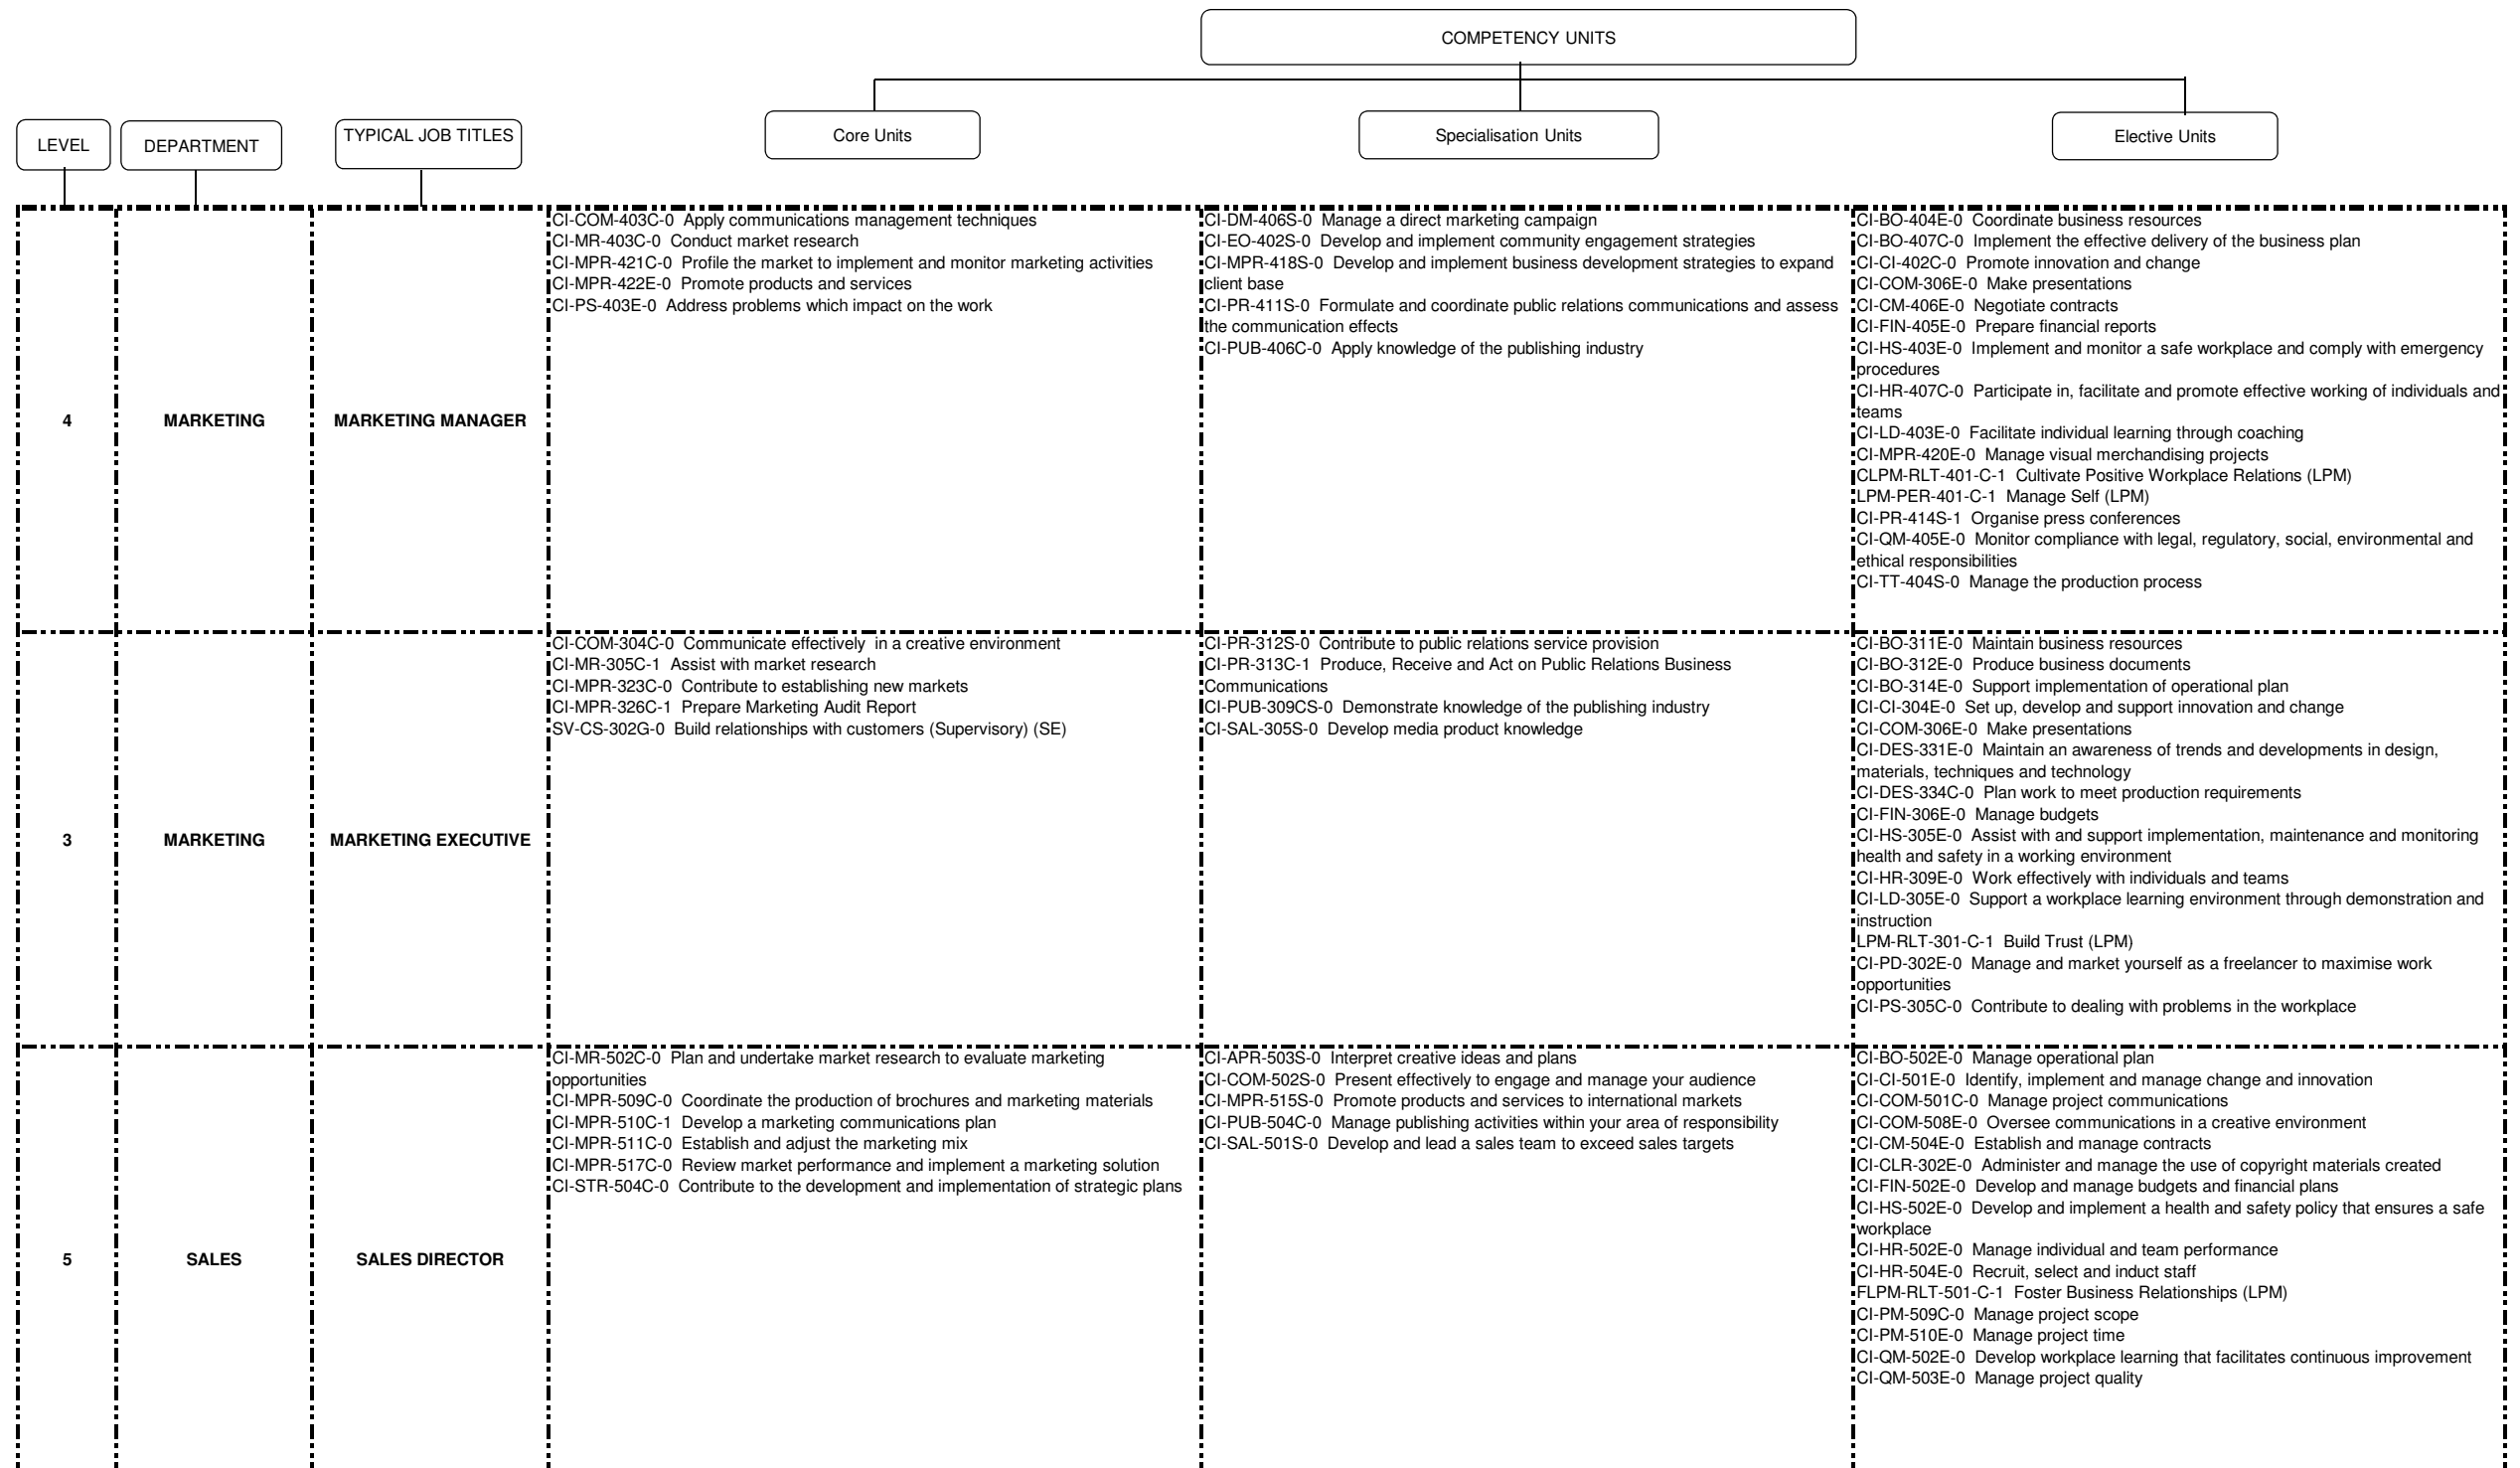 COMPETENCY UNITS
LEVEL
DEPARTMENT
TYPICAL JOB TITLES
Core Units
Specialisation Units
Elective Units
4
MARKETING
MARKETING MANAGER
CI-COM-403C-0 Apply communications management techniques
CI-MR-403C-0 Conduct market research
CI-MPR-421C-0 Profile the market to implement and monitor marketing activities
CI-MPR-422E-0 Promote products and services
CI-PS-403E-0 Address problems which impact on the work
CI-DM-406S-0 Manage a direct marketing campaign
CI-EO-402S-0 Develop and implement community engagement strategies
CI-MPR-418S-0 Develop and implement business development strategies to expand
client base
CI-PR-411S-0 Formulate and coordinate public relations communications and assess
the communication effects
CI-PUB-406C-0 Apply knowledge of the publishing industry
CI-BO-404E-0 Coordinate business resources
CI-BO-407C-0 Implement the effective delivery of the business plan
CI-CI-402C-0 Promote innovation and change
CI-COM-306E-0 Make presentations
CI-CM-406E-0 Negotiate contracts
CI-FIN-405E-0 Prepare financial reports
CI-HS-403E-0 Implement and monitor a safe workplace and comply with emergency
procedures
CI-HR-407C-0 Participate in, facilitate and promote effective working of individuals and
teams
CI-LD-403E-0 Facilitate individual learning through coaching
CI-MPR-420E-0 Manage visual merchandising projects
CLPM-RLT-401-C-1 Cultivate Positive Workplace Relations (LPM)
LPM-PER-401-C-1 Manage Self (LPM)
CI-PR-414S-1 Organise press conferences
CI-QM-405E-0 Monitor compliance with legal, regulatory, social, environmental and
ethical responsibilities
CI-TT-404S-0 Manage the production process
3
MARKETING
MARKETING EXECUTIVE
CI-COM-304C-0 Communicate effectively in a creative environment
CI-MR-305C-1 Assist with market research
CI-MPR-323C-0 Contribute to establishing new markets
CI-MPR-326C-1 Prepare Marketing Audit Report
SV-CS-302G-0 Build relationships with customers (Supervisory) (SE)
CI-PR-312S-0 Contribute to public relations service provision
CI-PR-313C-1 Produce, Receive and Act on Public Relations Business
Communications
CI-PUB-309CS-0 Demonstrate knowledge of the publishing industry
CI-SAL-305S-0 Develop media product knowledge
CI-BO-311E-0 Maintain business resources
CI-BO-312E-0 Produce business documents
CI-BO-314E-0 Support implementation of operational plan
CI-CI-304E-0 Set up, develop and support innovation and change
CI-COM-306E-0 Make presentations
CI-DES-331E-0 Maintain an awareness of trends and developments in design,
materials, techniques and technology
CI-DES-334C-0 Plan work to meet production requirements
CI-FIN-306E-0 Manage budgets
CI-HS-305E-0 Assist with and support implementation, maintenance and monitoring
health and safety in a working environment
CI-HR-309E-0 Work effectively with individuals and teams
CI-LD-305E-0 Support a workplace learning environment through demonstration and
instruction
LPM-RLT-301-C-1 Build Trust (LPM)
CI-PD-302E-0 Manage and market yourself as a freelancer to maximise work
opportunities
CI-PS-305C-0 Contribute to dealing with problems in the workplace
5
SALES
SALES DIRECTOR
CI-MR-502C-0 Plan and undertake market research to evaluate marketing
opportunities
CI-MPR-509C-0 Coordinate the production of brochures and marketing materials
CI-MPR-510C-1 Develop a marketing communications plan
CI-MPR-511C-0 Establish and adjust the marketing mix
CI-MPR-517C-0 Review market performance and implement a marketing solution
CI-STR-504C-0 Contribute to the development and implementation of strategic plans
CI-APR-503S-0 Interpret creative ideas and plans
CI-COM-502S-0 Present effectively to engage and manage your audience
CI-MPR-515S-0 Promote products and services to international markets
CI-PUB-504C-0 Manage publishing activities within your area of responsibility
CI-SAL-501S-0 Develop and lead a sales team to exceed sales targets
CI-BO-502E-0 Manage operational plan
CI-CI-501E-0 Identify, implement and manage change and innovation
CI-COM-501C-0 Manage project communications
CI-COM-508E-0 Oversee communications in a creative environment
CI-CM-504E-0 Establish and manage contracts
CI-CLR-302E-0 Administer and manage the use of copyright materials created
CI-FIN-502E-0 Develop and manage budgets and financial plans
CI-HS-502E-0 Develop and implement a health and safety policy that ensures a safe
workplace
CI-HR-502E-0 Manage individual and team performance
CI-HR-504E-0 Recruit, select and induct staff
FLPM-RLT-501-C-1 Foster Business Relationships (LPM)
CI-PM-509C-0 Manage project scope
CI-PM-510E-0 Manage project time
CI-QM-502E-0 Develop workplace learning that facilitates continuous improvement
CI-QM-503E-0 Manage project quality